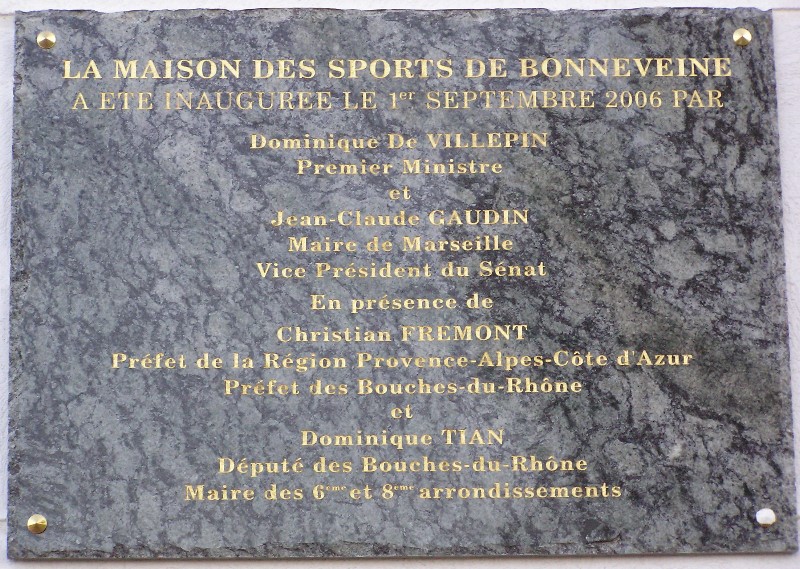 LA MAISON DES SPORTS DE BONNEVEINE
A ETE INAUGUREE LE 1er SEPTEMBRE 2006 PAR
Dominique De VILLEPIN
Premier Ministre
et
Jean-Claude GAUDIN
Maire de Marseille
Vice Président du Sénat
En présence de
Christian FREMONT
Préfet de la Région Provence-Alpes-Côte d'Azur
Préfet des Bouches-du-Rhône
et
Dominique TIAN
Député des Bouches-du-Rhône
Maire des 6eme et 8eme arrondissements